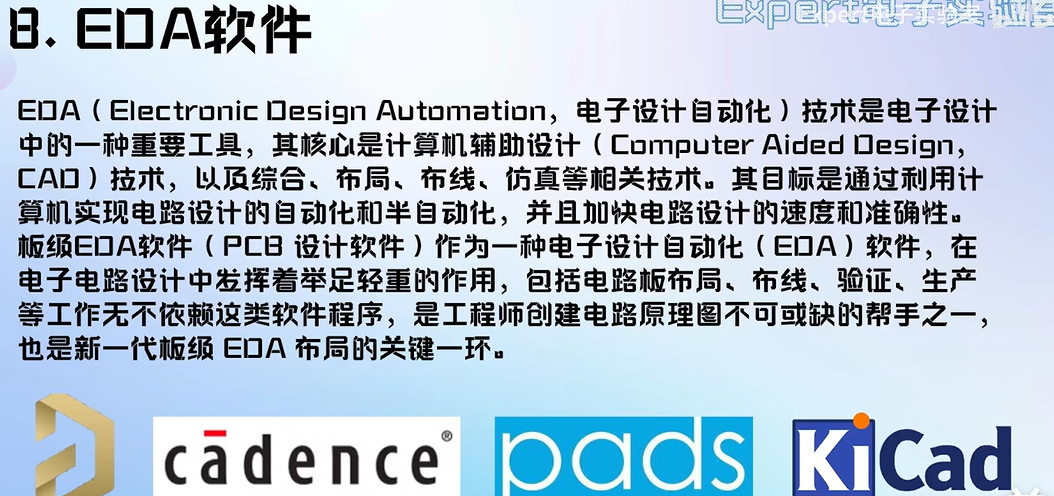 8. EDA软件
Expert电子实验室
EDA（Electronic Design Automation，电子设计自动化）技术是电子设计
中的一种重要工具，其核心是计算机辅助设计（Computer Aided Design，
CAD）技术，以及综合、布局、布线、仿真等相关技术。其目标是通过利用计
算机实现电路设计的自动化和半自动化，并且加快电路设计的速度和准确性。
板级EDA软件（PCB 设计软件）作为一种电子设计自动化（EDA）软件，在
电子电路设计中发挥着举足轻重的作用，包括电路板布局、布线、验证、生产
等工作无不依赖这类软件程序，是工程师创建电路原理图不可或缺的帮手之一，
也是新一代板级 EDA 布局的关键一环。
cādence®
pads
KiCad